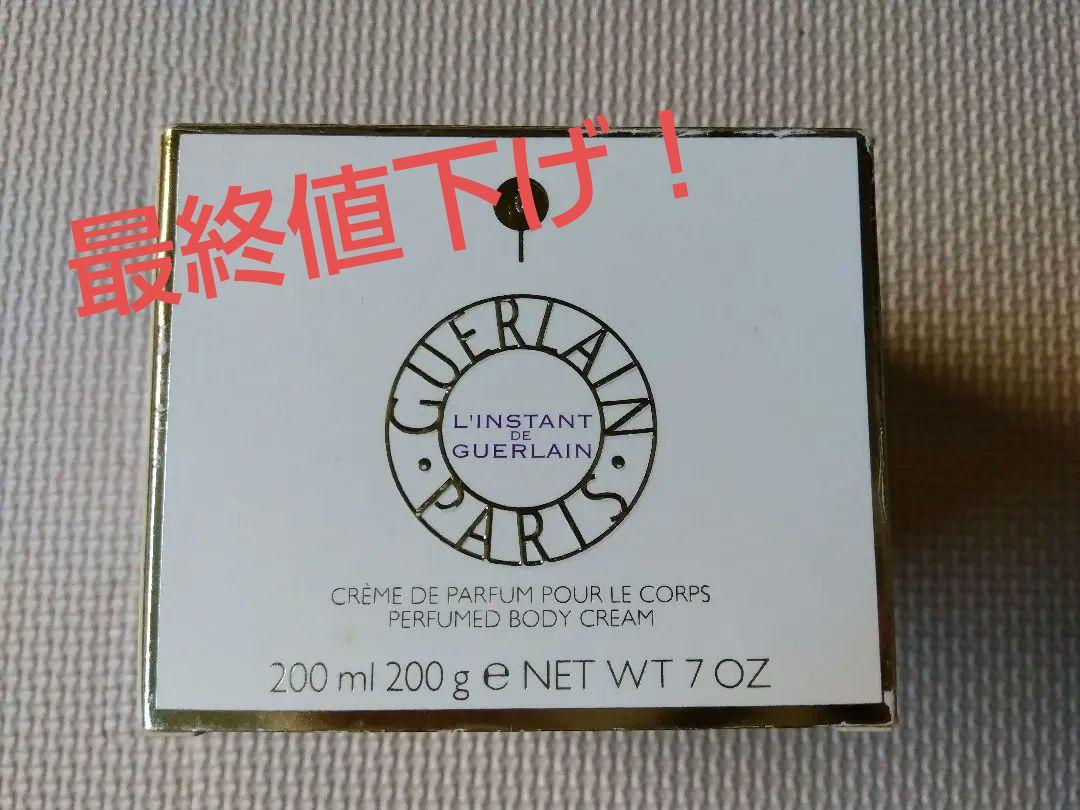 最終値下げ！
GUERLAIN
L'INSTANT
DE
GUERLAIN
· PARIS ·
CRÈME DE PARFUM POUR LE CORPS
PERFUMED BODY CREAM
200 ml 200 g e NET WT 7 OZ